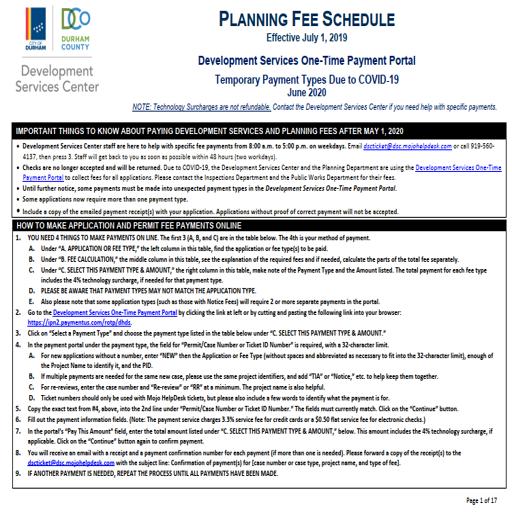 CITY OF
DURHAM
DCO
DURHAM
COUNTY
Development
Services Center
PLANNING FEE SCHEDULE
Effective July 1, 2019
Development Services One-Time Payment Portal
Temporary Payment Types Due to COVID-19
June 2020
NOTE: Technology Surcharges are not refundable. Contact the Development Services Center if you need help with specific payments.
IMPORTANT THINGS TO KNOW ABOUT PAYING DEVELOPMENT SERVICES AND PLANNING FEES AFTER MAY 1, 2020
• Development Services Center staff are here to help with specific fee payments from 8:00 a.m. to 5:00 p.m. on weekdays. Email dscticket@dsc.mojohelpdesk.com or call 919-560-
4137, then press 3. Staff will get back to you as soon as possible within 48 hours (two workdays).
• Checks are no longer accepted and will be returned. Due to COVID-19, the Development Services Center and the Planning Department are using the Development Services One-Time
Payment Portal to collect fees for all applications. Please contact the Inspections Department and the Public Works Department for their fees.
• Until further notice, some payments must be made into unexpected payment types in the Development Services One-Time Payment Portal.
• Some applications now require more than one payment type.
• Include a copy of the emailed payment receipt(s) with your application. Applications without proof of correct payment will not be accepted.
HOW TO MAKE APPLICATION AND PERMIT FEE PAYMENTS ONLINE
1. YOU NEED 4 THINGS TO MAKE PAYMENTS ON LINE. The first 3 (A, B, and C) are in the table below. The 4th is your method of payment.
A. Under "A. APPLICATION OR FEE TYPE," the left column in this table, find the application or fee type(s) to be paid.
B. Under "B. FEE CALCULATION," the middle column in this table, see the explanation of the required fees and if needed, calculate the parts of the total fee separately.
C. Under "C. SELECT THIS PAYMENT TYPE & AMOUNT," the right column in this table, make note of the Payment Type and the Amount listed. The total payment for each fee type
includes the 4% technology surcharge, if needed for that payment type.
D. PLEASE BE AWARE THAT PAYMENT TYPES MAY NOT MATCH THE APPLICATION TYPE.
E. Also please note that some application types (such as those with Notice Fees) will require 2 or more separate payments in the portal.
2. Go to the Development Services One-Time Payment Portal by clicking the link at left or by cutting and pasting the following link into your browser:
https://ipn2.paymentus.com/rotp/dhds.
3. Click on "Select a Payment Type" and choose the payment type listed in the table below under "C. SELECT THIS PAYMENT TYPE & AMOUNT."
4. In the payment portal under the payment type, the field for "Permit/Case Number or Ticket ID Number" is required, with a 32-character limit.
A. For new applications without a number, enter "NEW" then the Application or Fee Type (without spaces and abbreviated as necessary to fit into the 32-character limit), enough of
the Project Name to identify it, and the PID.
B. If multiple payments are needed for the same new case, please use the same project identifiers, and add "TIA" or "Notice," etc. to help keep them together.
C. For re-reviews, enter the case number and "Re-review" or "RR" at a minimum. The project name is also helpful.
D. Ticket numbers should only be used with Mojo HelpDesk tickets, but please also include a few words to identify what the payment is for.
5. Copy the exact text from #4, above, into the 2nd line under "Permit/Case Number or Ticket ID Number." The fields must currently match. Click on the "Continue" button.
6. Fill out the payment information fields. (Note: The payment service charges 3.3% service fee for credit cards or a $0.50 flat service fee for electronic checks.)
7. In the portal's "Pay This Amount" field, enter the total amount listed under "C. SELECT THIS PAYMENT TYPE & AMOUNT," below. This amount includes the 4% technology surcharge, if
applicable. Click on the "Continue" button again to confirm payment.
8. You will receive an email with a receipt and a payment confirmation number for each payment (if more than one is needed). Please forward a copy of the receipt(s) to the
dscticket@dsc.mojohelpdesk.com with the subject line: Confirmation of payment(s) for [case number or case type, project name, and type of fee].
9. IF ANOTHER PAYMENT IS NEEDED, REPEAT THE PROCESS UNTIL ALL PAYMENTS HAVE BEEN MADE.
Page 1 of 17